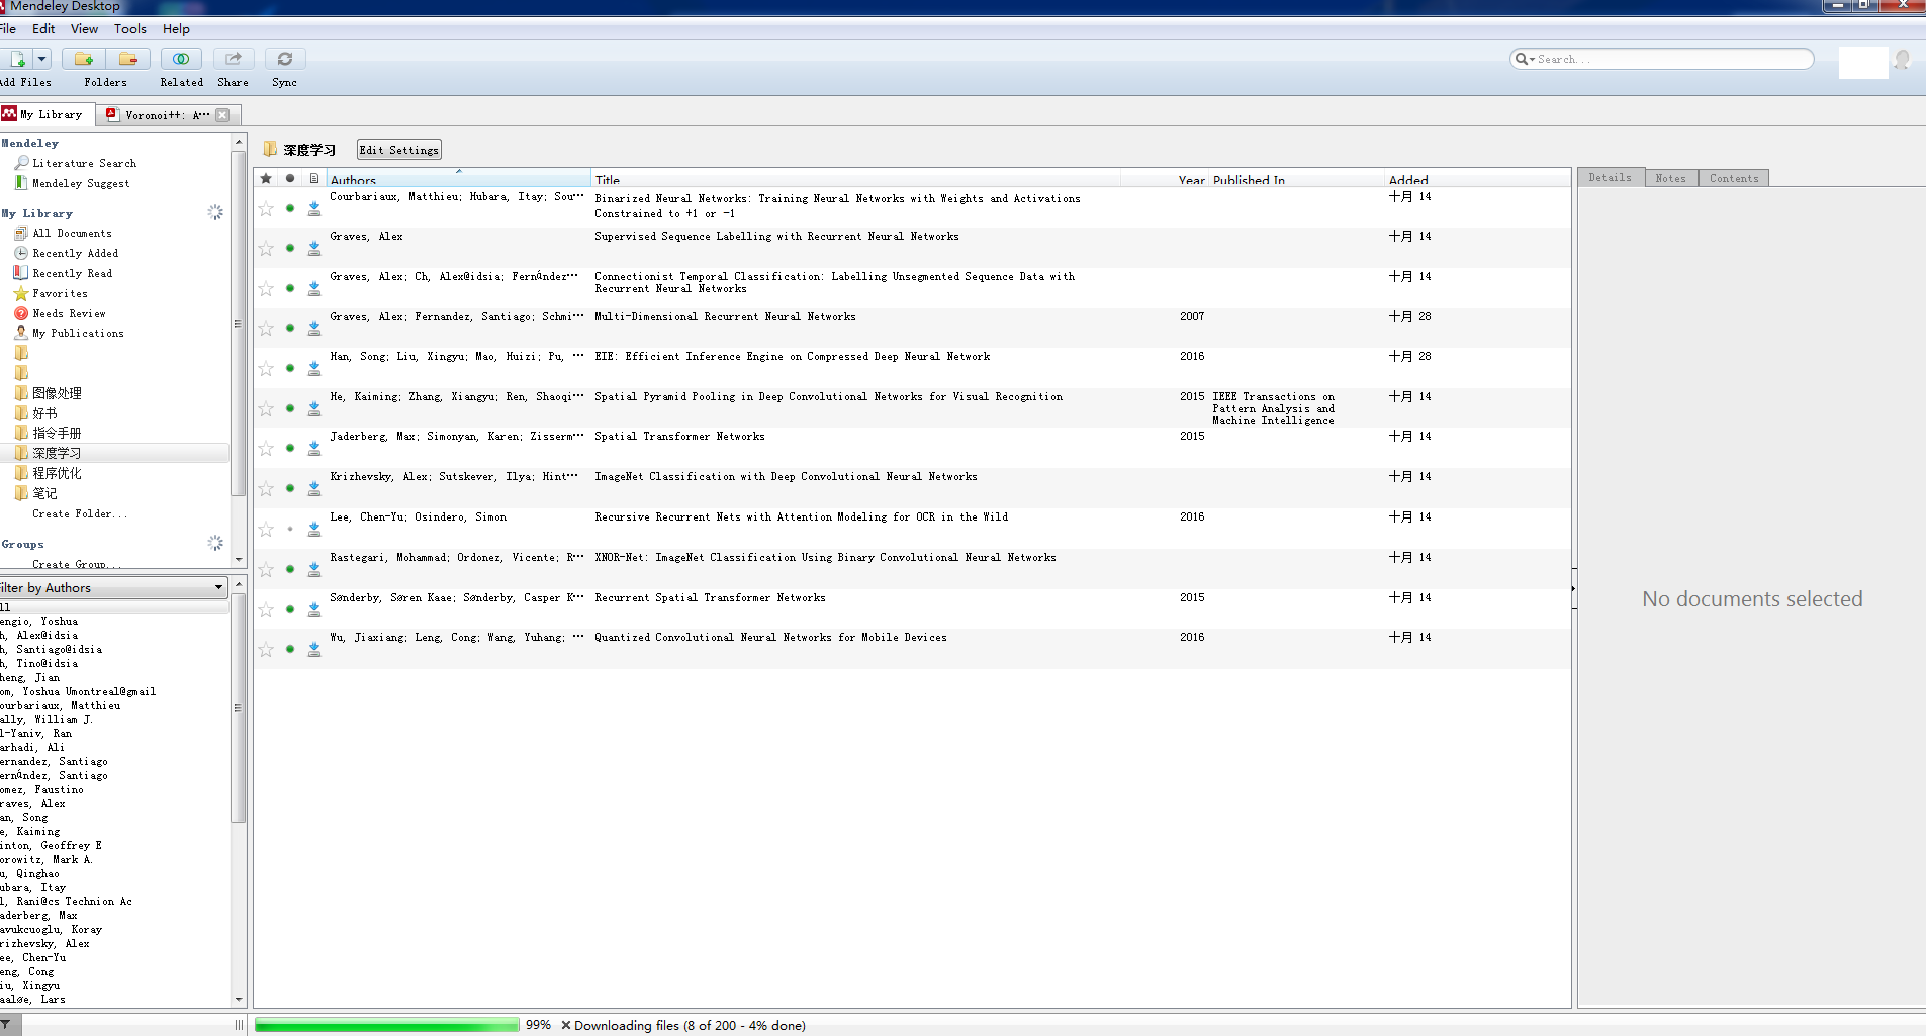 Mendeley Desktop
File Edit View Tools Help
Search...
Add Files Folders Related Share Sync
My Library Voronoi++: A...
Mendeley
Literature Search
Mendeley Suggest
My Library
All Documents
Recently Added
Recently Read
Favorites
Needs Review
My Publications
图像处理
好书
指令手册
深度学习
程序优化
笔记
Create Folder...
Groups
Create Group...
ilter by Authors
ll
engio, Yoshua
h, Alex@idsia
h, Santiago@idsia
h, Tino@idsia
heng, Jian
om, Yoshua Umontreal@gmail
ourbariaux, Matthieu
ally, William J.
l-Yaniv, Ran
arhadi, Ali
ernandez, Santiago
ernández, Santiago
omez, Faustino
raves, Alex
an, Song
e, Kaiming
inton, Geoffrey E
orowitz, Mark A.
u, Qinghao
ubara, Itay
l, Rani@cs Technion Ac
aderberg, Max
avukcuoglu, Koray
rizhevsky, Alex
ee, Chen-Yu
eng, Cong
iu, Xingyu
aaløe, Lars
深度学习 Edit Settings
Authors Title Year Published In Added
Courbariaux, Matthieu; Hubara, Itay; Sou... Binarized Neural Networks: Training Neural Networks with Weights and Activations 十月 14
Constrained to +1 or -1
Graves, Alex Supervised Sequence Labelling with Recurrent Neural Networks 十月 14
Graves, Alex; Ch, Alex@idsia; Fernández... Connectionist Temporal Classification: Labelling Unsegmented Sequence Data with 十月 14
Recurrent Neural Networks
Graves, Alex; Fernandez, Santiago; Schmi... Multi-Dimensional Recurrent Neural Networks 2007 十月 28
Han, Song; Liu, Xingyu; Mao, Huizi; Pu, ... EIE: Efficient Inference Engine on Compressed Deep Neural Network 2016 十月 28
He, Kaiming; Zhang, Xiangyu; Ren, Shaoqi... Spatial Pyramid Pooling in Deep Convolutional Networks for Visual Recognition 2015 IEEE Transactions on 十月 14
Pattern Analysis and
Machine Intelligence
Jaderberg, Max; Simonyan, Karen; Zisserm... Spatial Transformer Networks 2015 十月 14
Krizhevsky, Alex; Sutskever, Ilya; Hint... ImageNet Classification with Deep Convolutional Neural Networks 十月 14
Lee, Chen-Yu; Osindero, Simon Recursive Recurrent Nets with Attention Modeling for OCR in the Wild 2016 十月 14
Rastegari, Mohammad; Ordonez, Vicente; R... XNOR-Net: ImageNet Classification Using Binary Convolutional Neural Networks 十月 14
Sønderby, Søren Kaae; Sønderby, Casper K... Recurrent Spatial Transformer Networks 2015 十月 14
Wu, Jiaxiang; Leng, Cong; Wang, Yuhang; ... Quantized Convolutional Neural Networks for Mobile Devices 2016 十月 14
Details Notes Contents
No documents selected
99% Downloading files (8 of 200 - 4% done)